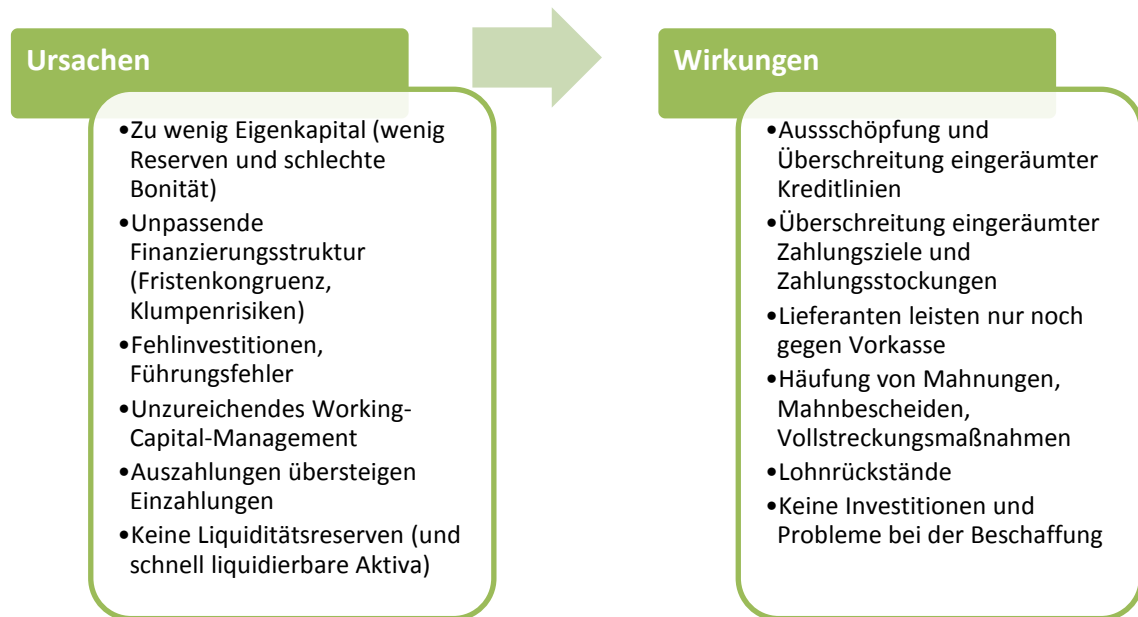 Ursachen
•Zu wenig Eigenkapital (wenig
Reserven und schlechte
Bonität)
•Unpassende
Finanzierungsstruktur
(Fristenkongruenz,
Klumpenrisiken)
•Fehlinvestitionen,
Führungsfehler
•Unzureichendes Working-
Capital-Management
•Auszahlungen übersteigen
Einzahlungen
•Keine Liquiditätsreserven (und
schnell liquidierbare Aktiva)
Wirkungen
•Aussschöpfung und
Überschreitung eingeräumter
Kreditlinien
•Überschreitung eingeräumter
Zahlungsziele und
Zahlungsstockungen
•Lieferanten leisten nur noch
gegen Vorkasse
•Häufung von Mahnungen,
Mahnbescheiden,
Vollstreckungsmaßnahmen
•Lohnrückstände
•Keine Investitionen und
Probleme bei der Beschaffung